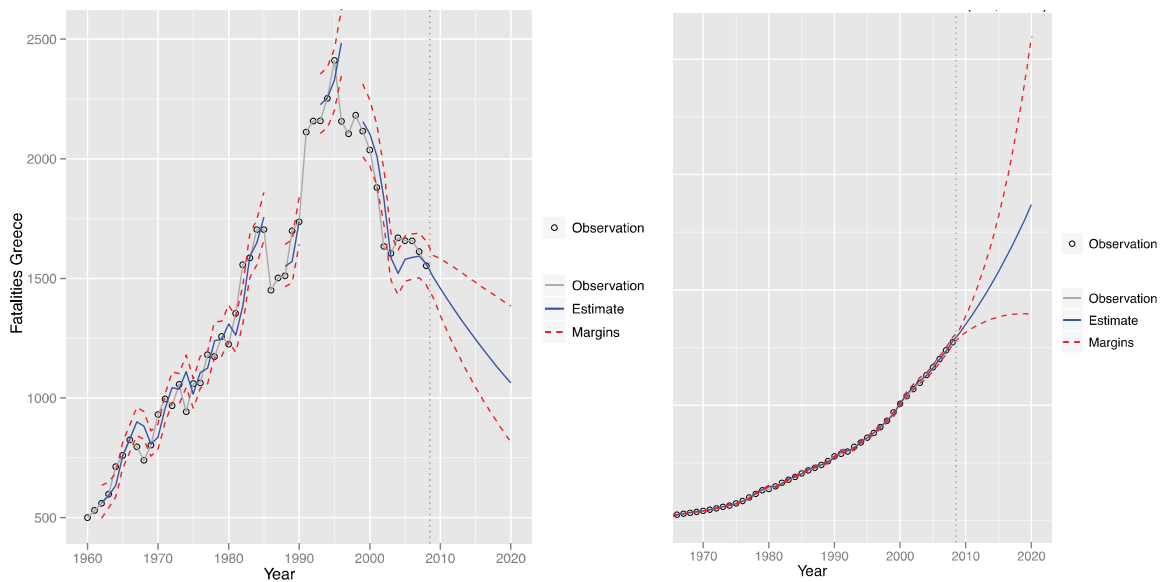 Fatalities Greece
2500
2000
1500
1000
500
1960 1970 1980 1990 2000 2010 2020
Year
Observation
Observation
Estimate
Margins
1970 1980 1990 2000 2010 2020
Year
Observation
Observation
Estimate
Margins